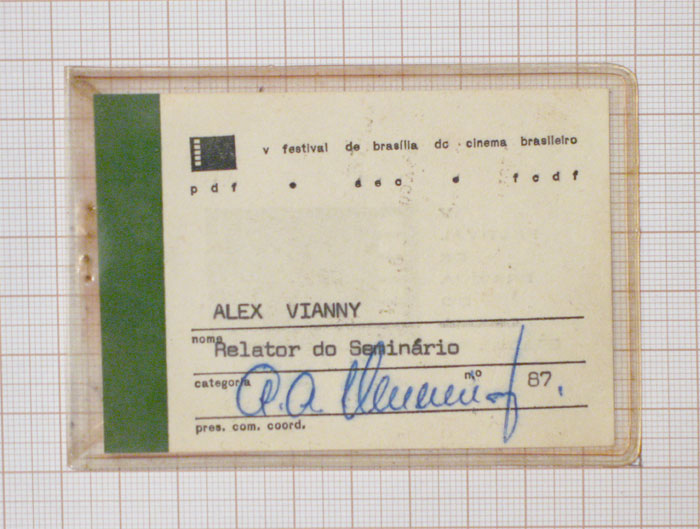 v festival de brasília do cinema brasileiro
p d f • s e c • f c d f
ALEX VIANNY
nome
Relator do Seminário
categoria nº 87
pres. com. coord.